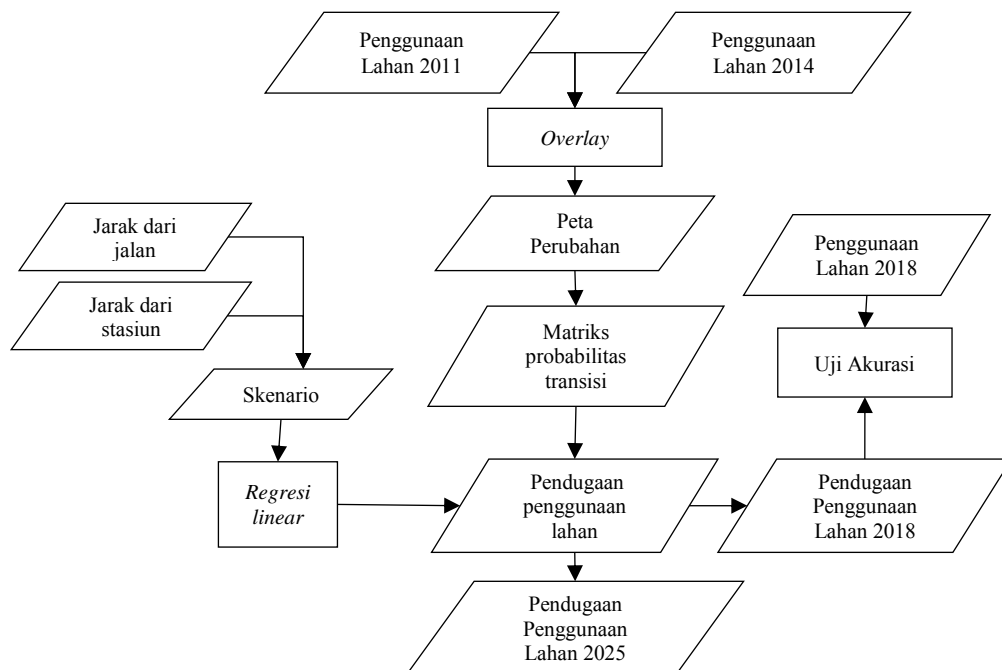 Penggunaan
Lahan 2011
Penggunaan
Lahan 2014
Overlay
Peta
Perubahan
Jarak dari
jalan
Jarak dari
stasiun
Penggunaan
Lahan 2018
Matriks
probabilitas
transisi
Uji Akurasi
Skenario
Regresi
linear
Pendugaan
penggunaan
lahan
Pendugaan
Penggunaan
Lahan 2018
Pendugaan
Penggunaan
Lahan 2025